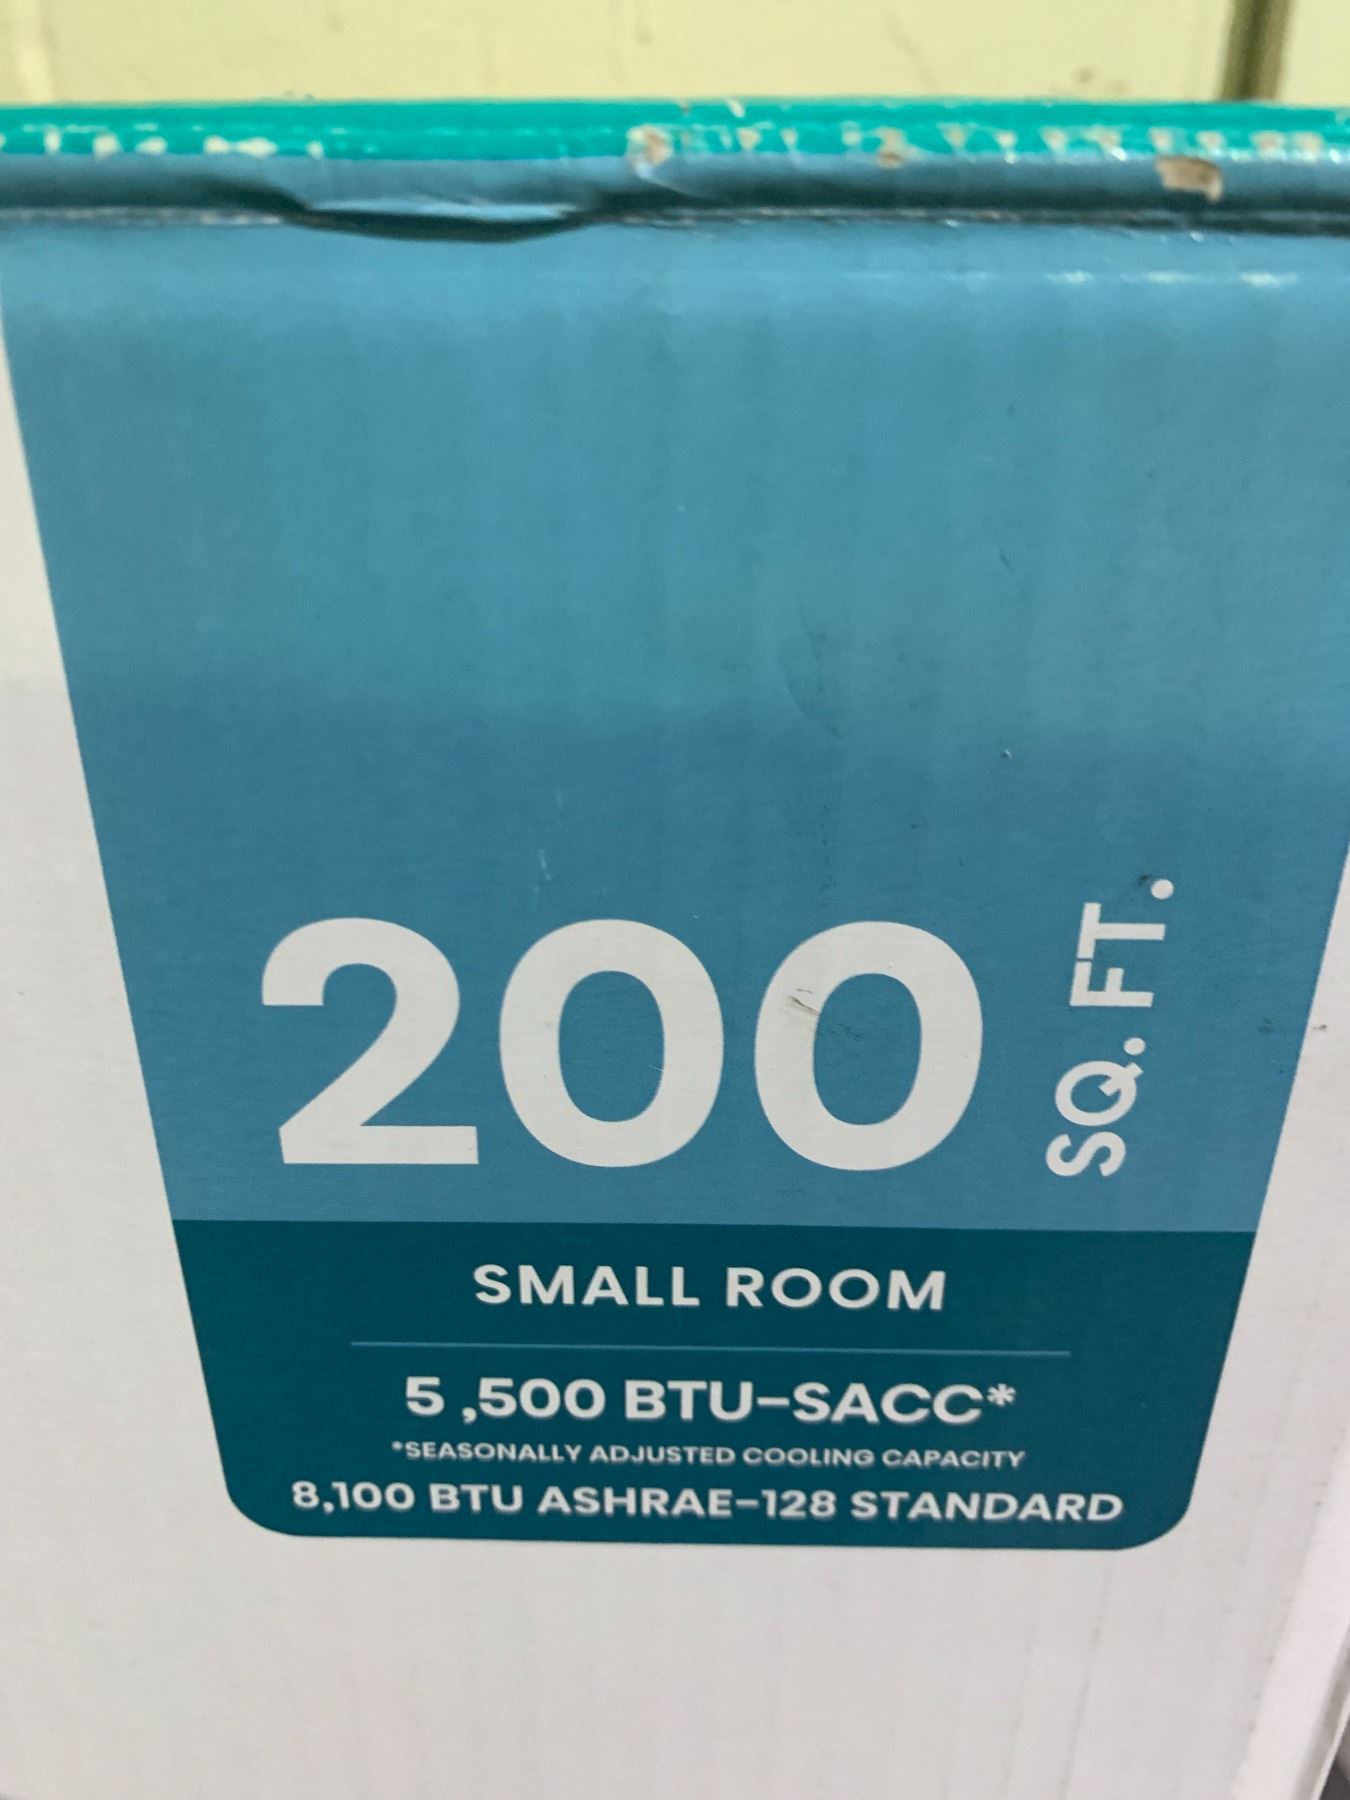 200 SQ. FT.
SMALL ROOM
5 ,500 BTU-SACC*
*SEASONALLY ADJUSTED COOLING CAPACITY
8,100 BTU ASHRAE-128 STANDARD